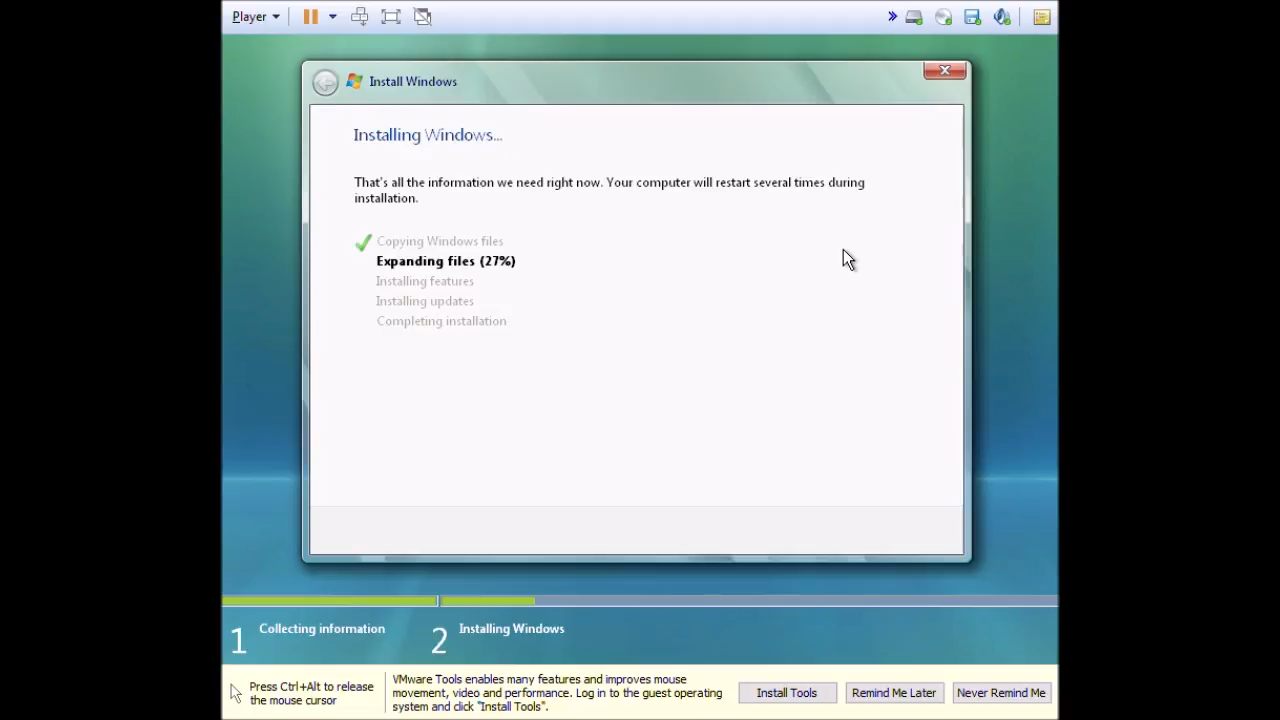 Player
Install Windows
Installing Windows...
That's all the information we need right now. Your computer will restart several times during
installation.
Copying Windows files
Expanding files (27%)
Installing features
Installing updates
Completing installation
1 Collecting information
2 Installing Windows
Press Ctrl+Alt to release
the mouse cursor
VMware Tools enables many features and improves mouse
movement, video and performance. Log in to the guest operating
system and click "Install Tools".
Install Tools
Remind Me Later
Never Remind Me